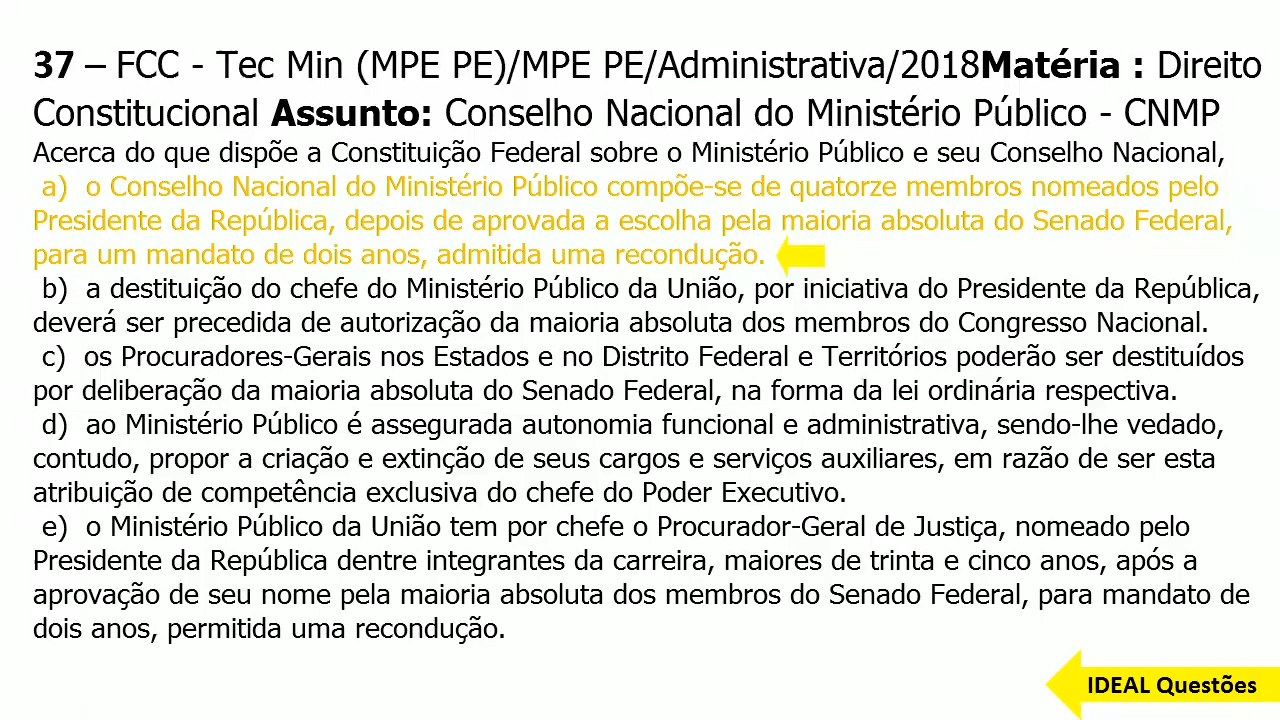 37 – FCC - Tec Min (MPE PE)/MPE PE/Administrativa/2018Matéria : Direito
Constitucional Assunto: Conselho Nacional do Ministério Público - CNMP
Acerca do que dispõe a Constituição Federal sobre o Ministério Público e seu Conselho Nacional,
a) o Conselho Nacional do Ministério Público compõe-se de quatorze membros nomeados pelo
Presidente da República, depois de aprovada a escolha pela maioria absoluta do Senado Federal,
para um mandato de dois anos, admitida uma recondução.
b) a destituição do chefe do Ministério Público da União, por iniciativa do Presidente da República,
deverá ser precedida de autorização da maioria absoluta dos membros do Congresso Nacional.
c) os Procuradores-Gerais nos Estados e no Distrito Federal e Territórios poderão ser destituídos
por deliberação da maioria absoluta do Senado Federal, na forma da lei ordinária respectiva.
d) ao Ministério Público é assegurada autonomia funcional e administrativa, sendo-lhe vedado,
contudo, propor a criação e extinção de seus cargos e serviços auxiliares, em razão de ser esta
atribuição de competência exclusiva do chefe do Poder Executivo.
e) o Ministério Público da União tem por chefe o Procurador-Geral de Justiça, nomeado pelo
Presidente da República dentre integrantes da carreira, maiores de trinta e cinco anos, após a
aprovação de seu nome pela maioria absoluta dos membros do Senado Federal, para mandato de
dois anos, permitida uma recondução.
IDEAL Questões